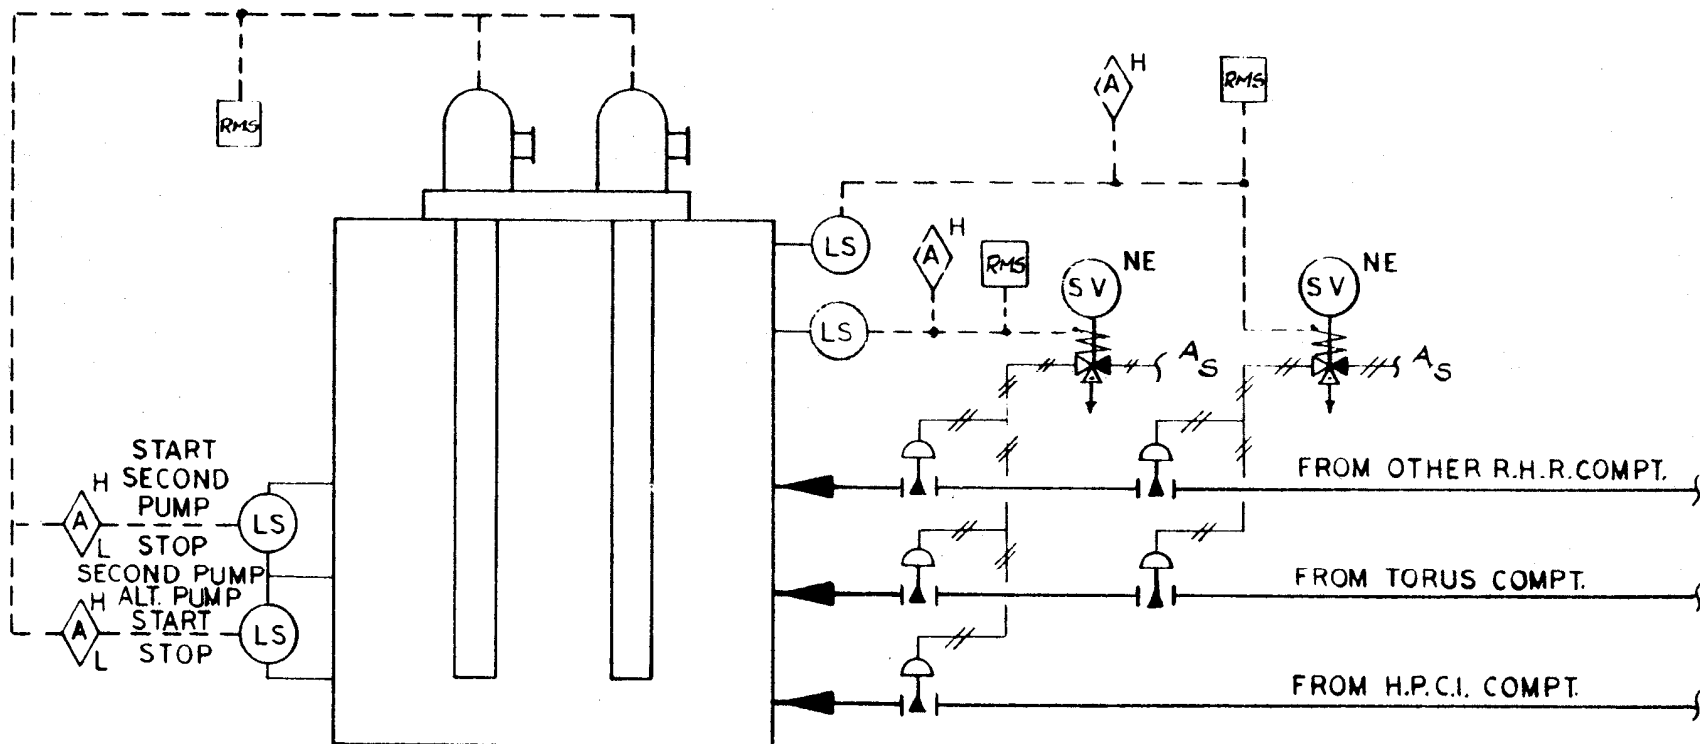 RMS
A H
RMS
LS
A H
RMS
SV NE
SV NE
LS
A S
A S
START
SECOND
PUMP
H
A
L
LS
STOP
SECOND PUMP
ALT. PUMP
H
A
L
START
LS
STOP
FROM OTHER R.H.R. COMPT.
FROM TORUS COMPT.
FROM H.P.C.I. COMPT.